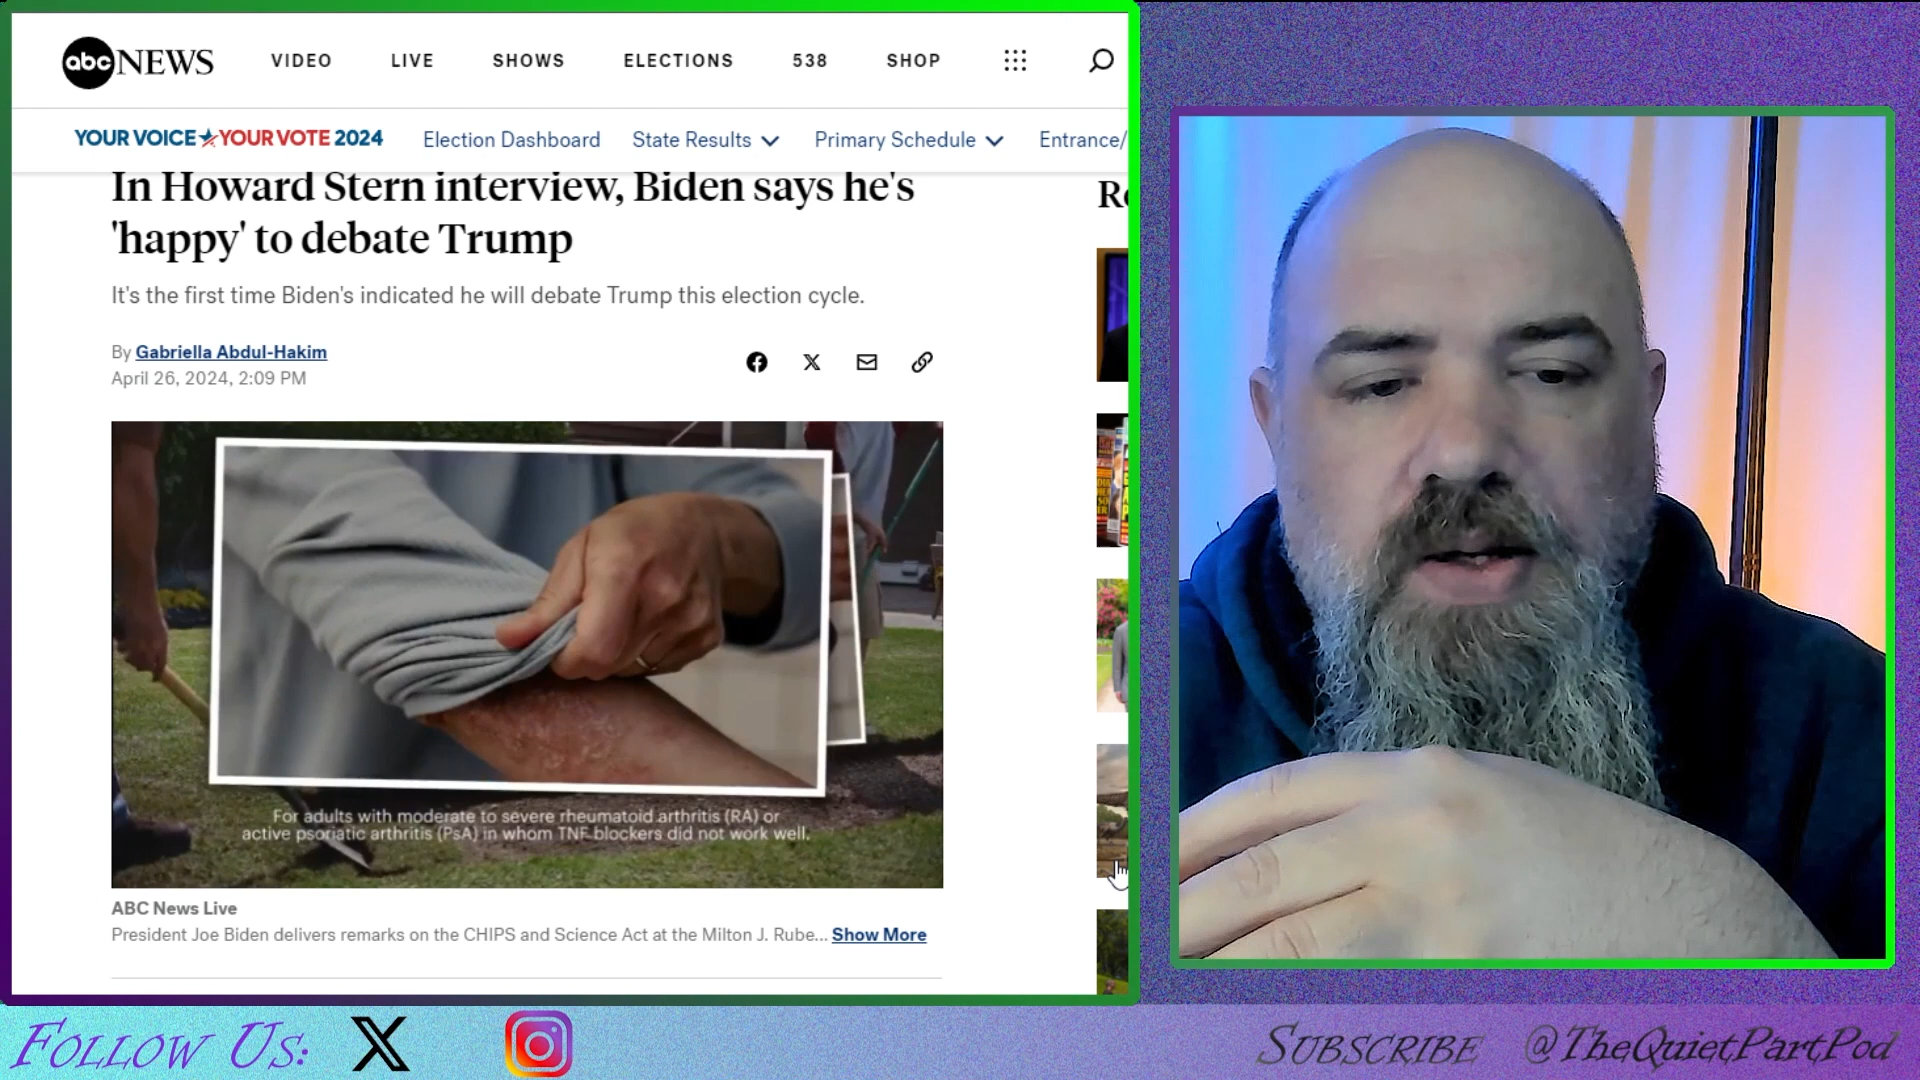 abc NEWS VIDEO LIVE SHOWS ELECTIONS 538 SHOP
YOUR VOICE YOUR VOTE 2024 Election Dashboard State Results Primary Schedule Entrance/
In Howard Stern interview, Biden says he's
'happy' to debate Trump
It's the first time Biden's indicated he will debate Trump this election cycle.
By Gabriella Abdul-Hakim
April 26, 2024, 2:09 PM
For adults with moderate to severe rheumatoid arthritis (RA) or
active psoriatic arthritis (PsA) in whom TNF blockers did not work well.
ABC News Live
President Joe Biden delivers remarks on the CHIPS and Science Act at the Milton J. Rube... Show More
FOLLOW US: SUBSCRIBE @THEQUIETPARTPOD